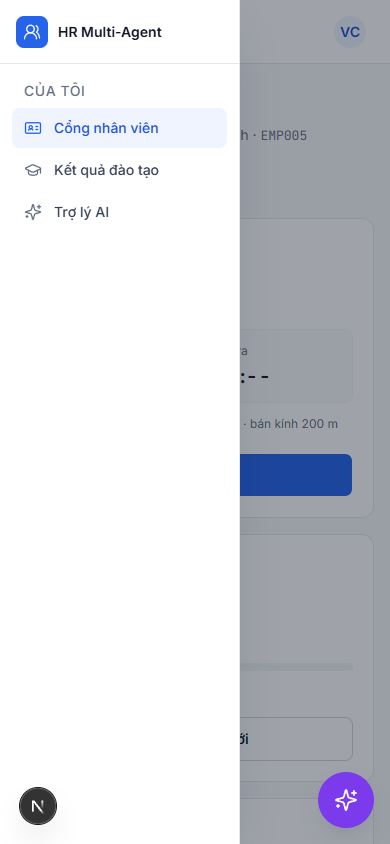 HR Multi-Agent
VC
CỦA TÔI
Cổng nhân viên
h · EMP005
Kết quả đào tạo
Trợ lý AI
ra
:--
· bán kính 200 m
ới
N